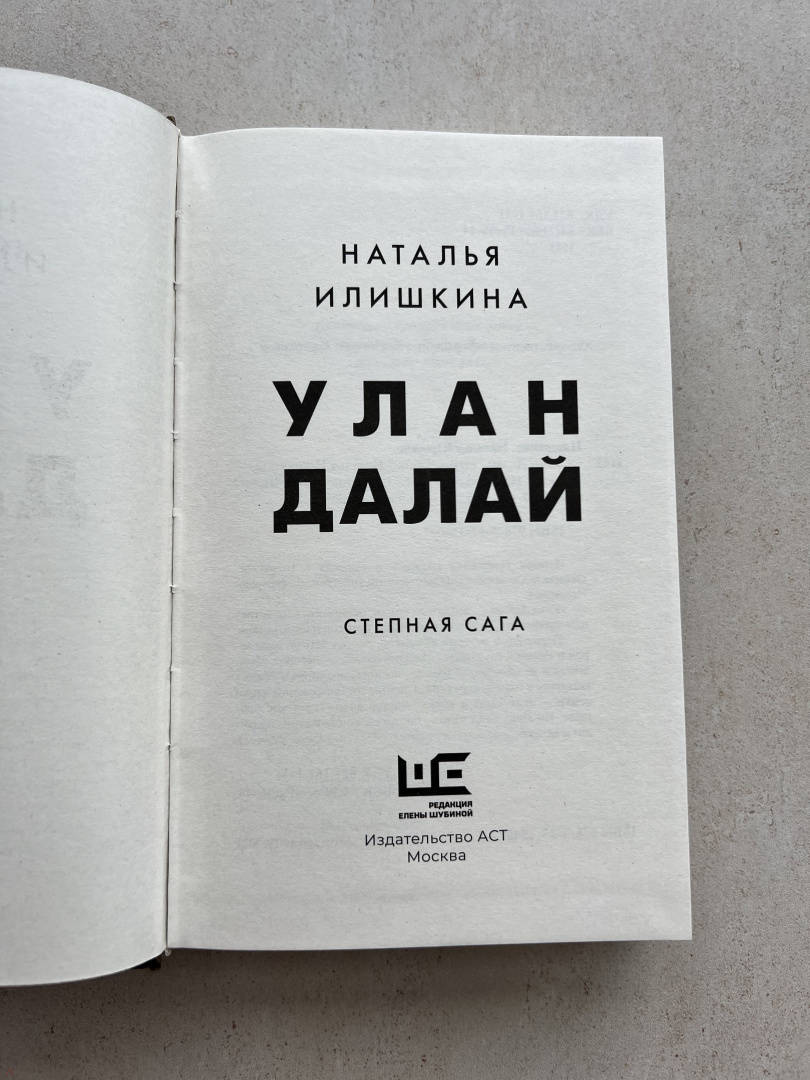 НАТАЛЬЯ
ИЛИШКИНА
УЛАН
ДАЛАЙ
СТЕПНАЯ САГА
РЕДАКЦИЯ
ЕЛЕНЫ ШУБИНОЙ
Издательство АСТ
Москва